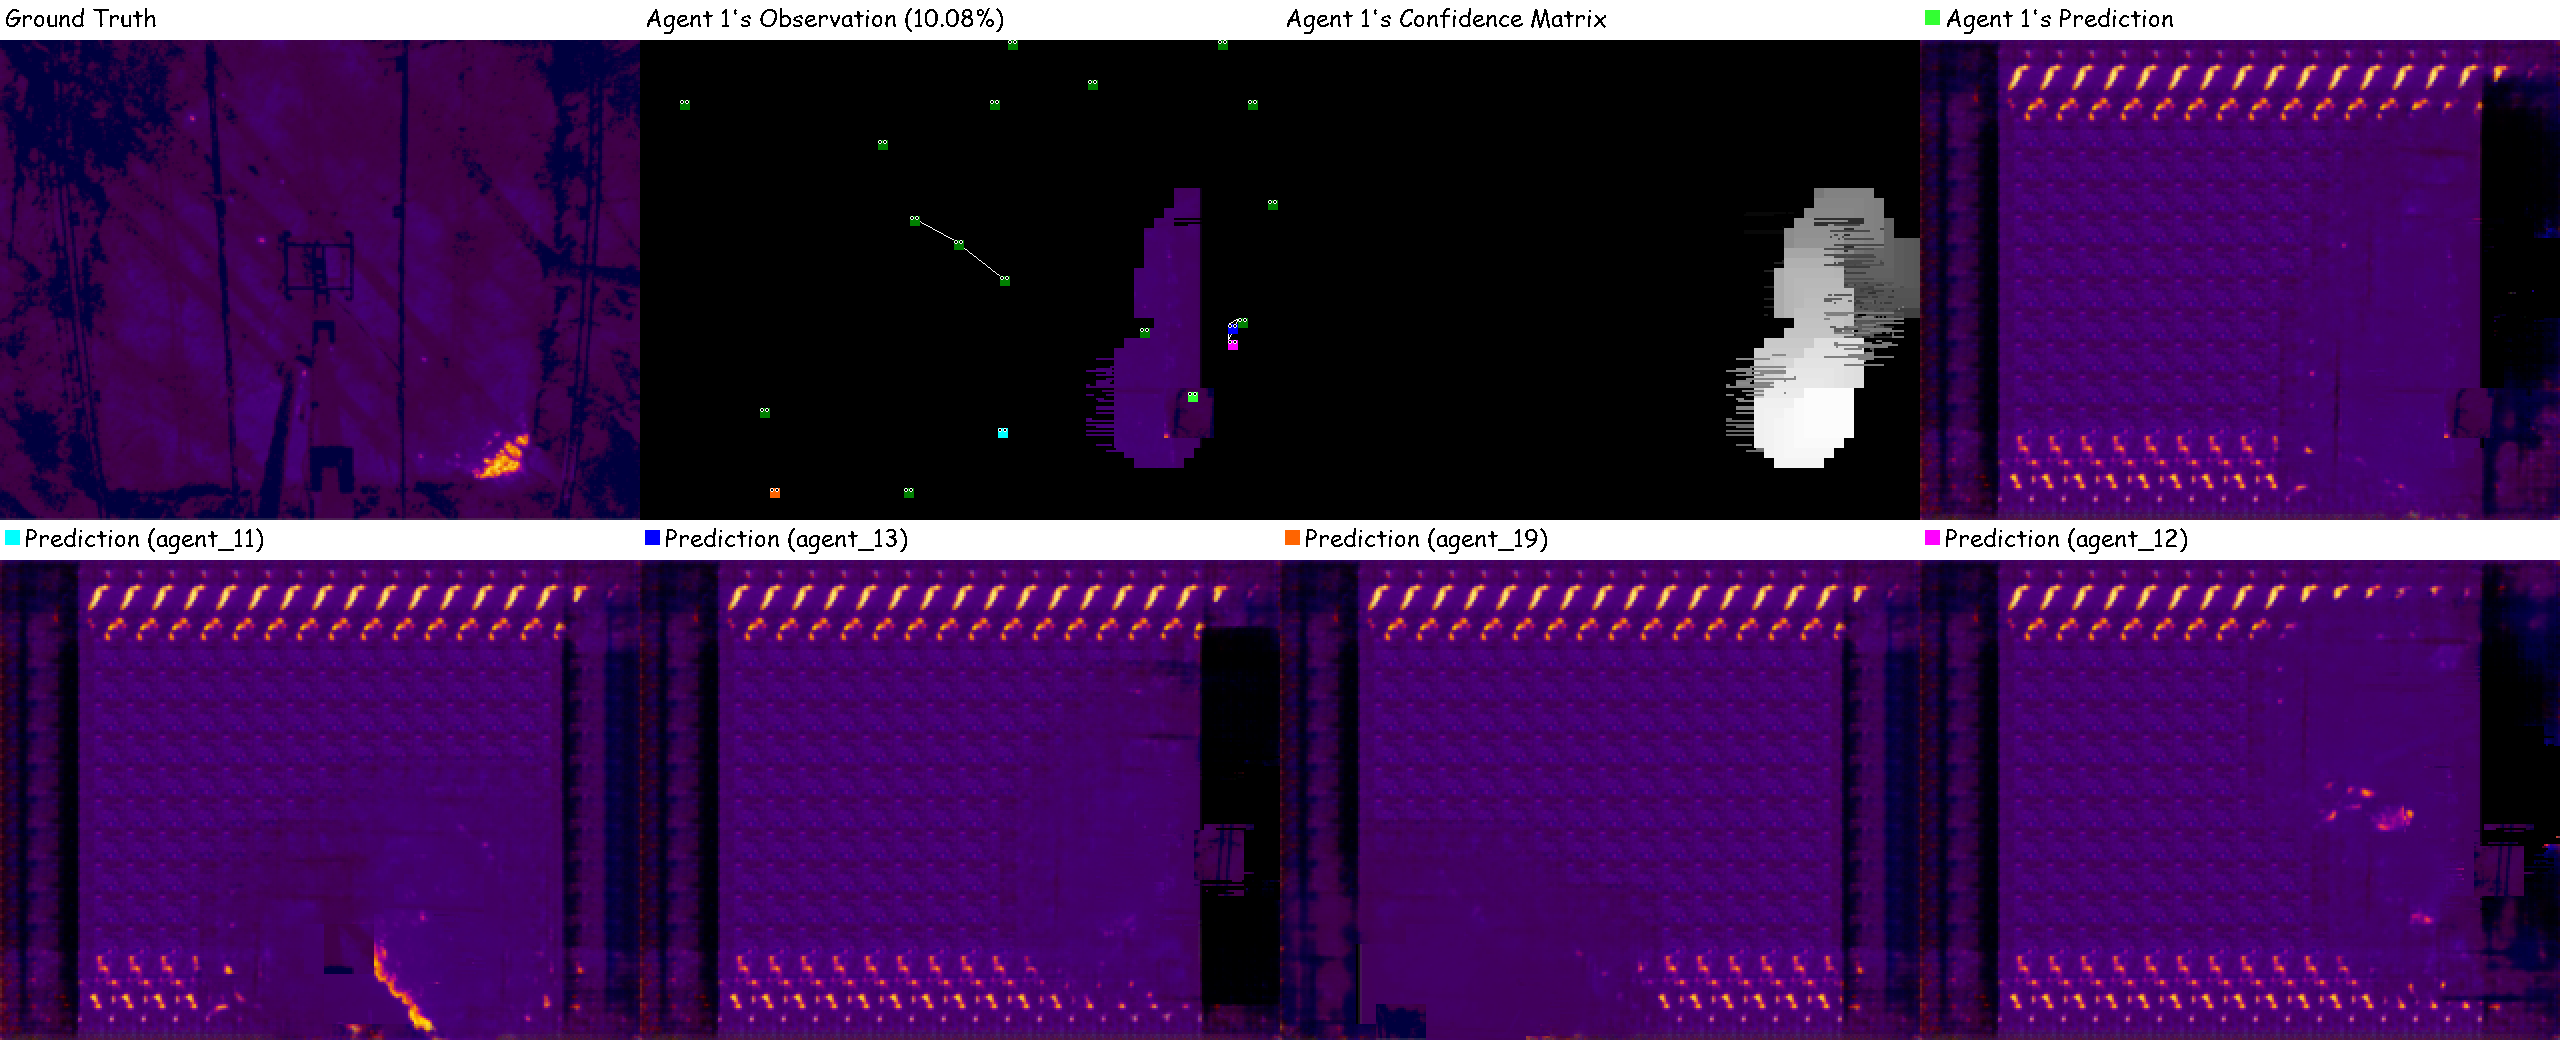 Ground Truth
Agent 1's Observation (10.08%)
Agent 1's Confidence Matrix
Agent 1's Prediction
Prediction (agent_11)
Prediction (agent_13)
Prediction (agent_19)
Prediction (agent_12)